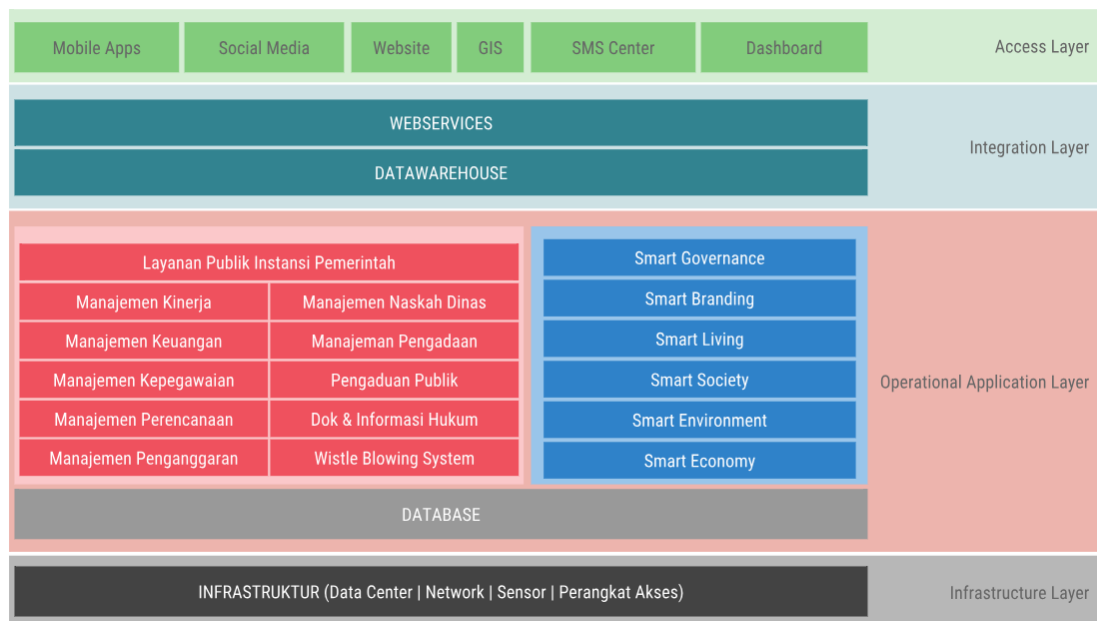 Mobile Apps
Social Media
Website
GIS
SMS Center
Dashboard
Access Layer
WEBSERVICES
DATAWAREHOUSE
Integration Layer
Layanan Publik Instansi Pemerintah
Manajemen Kinerja
Manajemen Naskah Dinas
Manajemen Keuangan
Manajeman Pengadaan
Manajemen Kepegawaian
Pengaduan Publik
Manajemen Perencanaan
Dok & Informasi Hukum
Manajemen Penganggaran
Wistle Blowing System
Smart Governance
Smart Branding
Smart Living
Smart Society
Smart Environment
Smart Economy
Operational Application Layer
DATABASE
INFRASTRUKTUR (Data Center | Network | Sensor | Perangkat Akses)
Infrastructure Layer